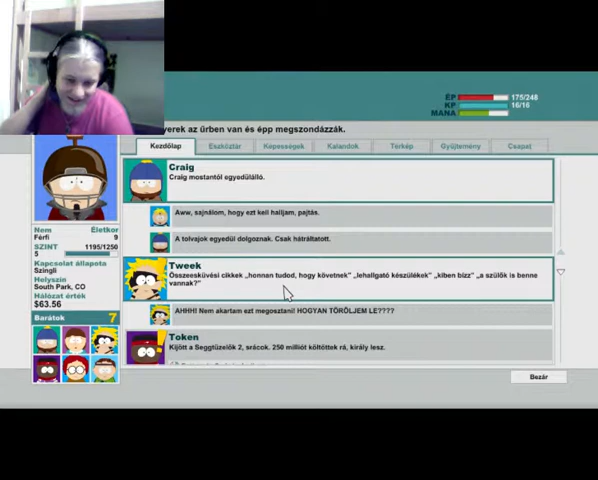 ÉP 175/248
KP 16/16
MANA
yerek az űrben van és épp megszondázzák.
Kezdőlap Eszköztár Képességek Kalandok Térkép Gyűjtemény Csapat
Craig
Craig mostantól egyedülálló.
Aww, sajnálom, hogy ezt kell halljam, pajtás.
A tolvajok egyedül dolgoznak. Csak hátráltatott.
Nem Életkor
Férfi 9
SZINT 1195/1250
5
Kapcsolat állapota
Szingli
Helyszín
South Park, CO
Hálózat érték
$63.56
Barátok 7
Tweek
Összeesküvési cikkek „honnan tudod, hogy követnek” „lehallgató készülékek” „kiben bízz” „a szülők is benne
vannak?”
AHHH! Nem akartam ezt megosztani! HOGYAN TÖRÖLJEM LE????
Token
Kijött a Seggtüzelők 2, srácok. 250 milliót költöttek rá, király lesz.
Bezár